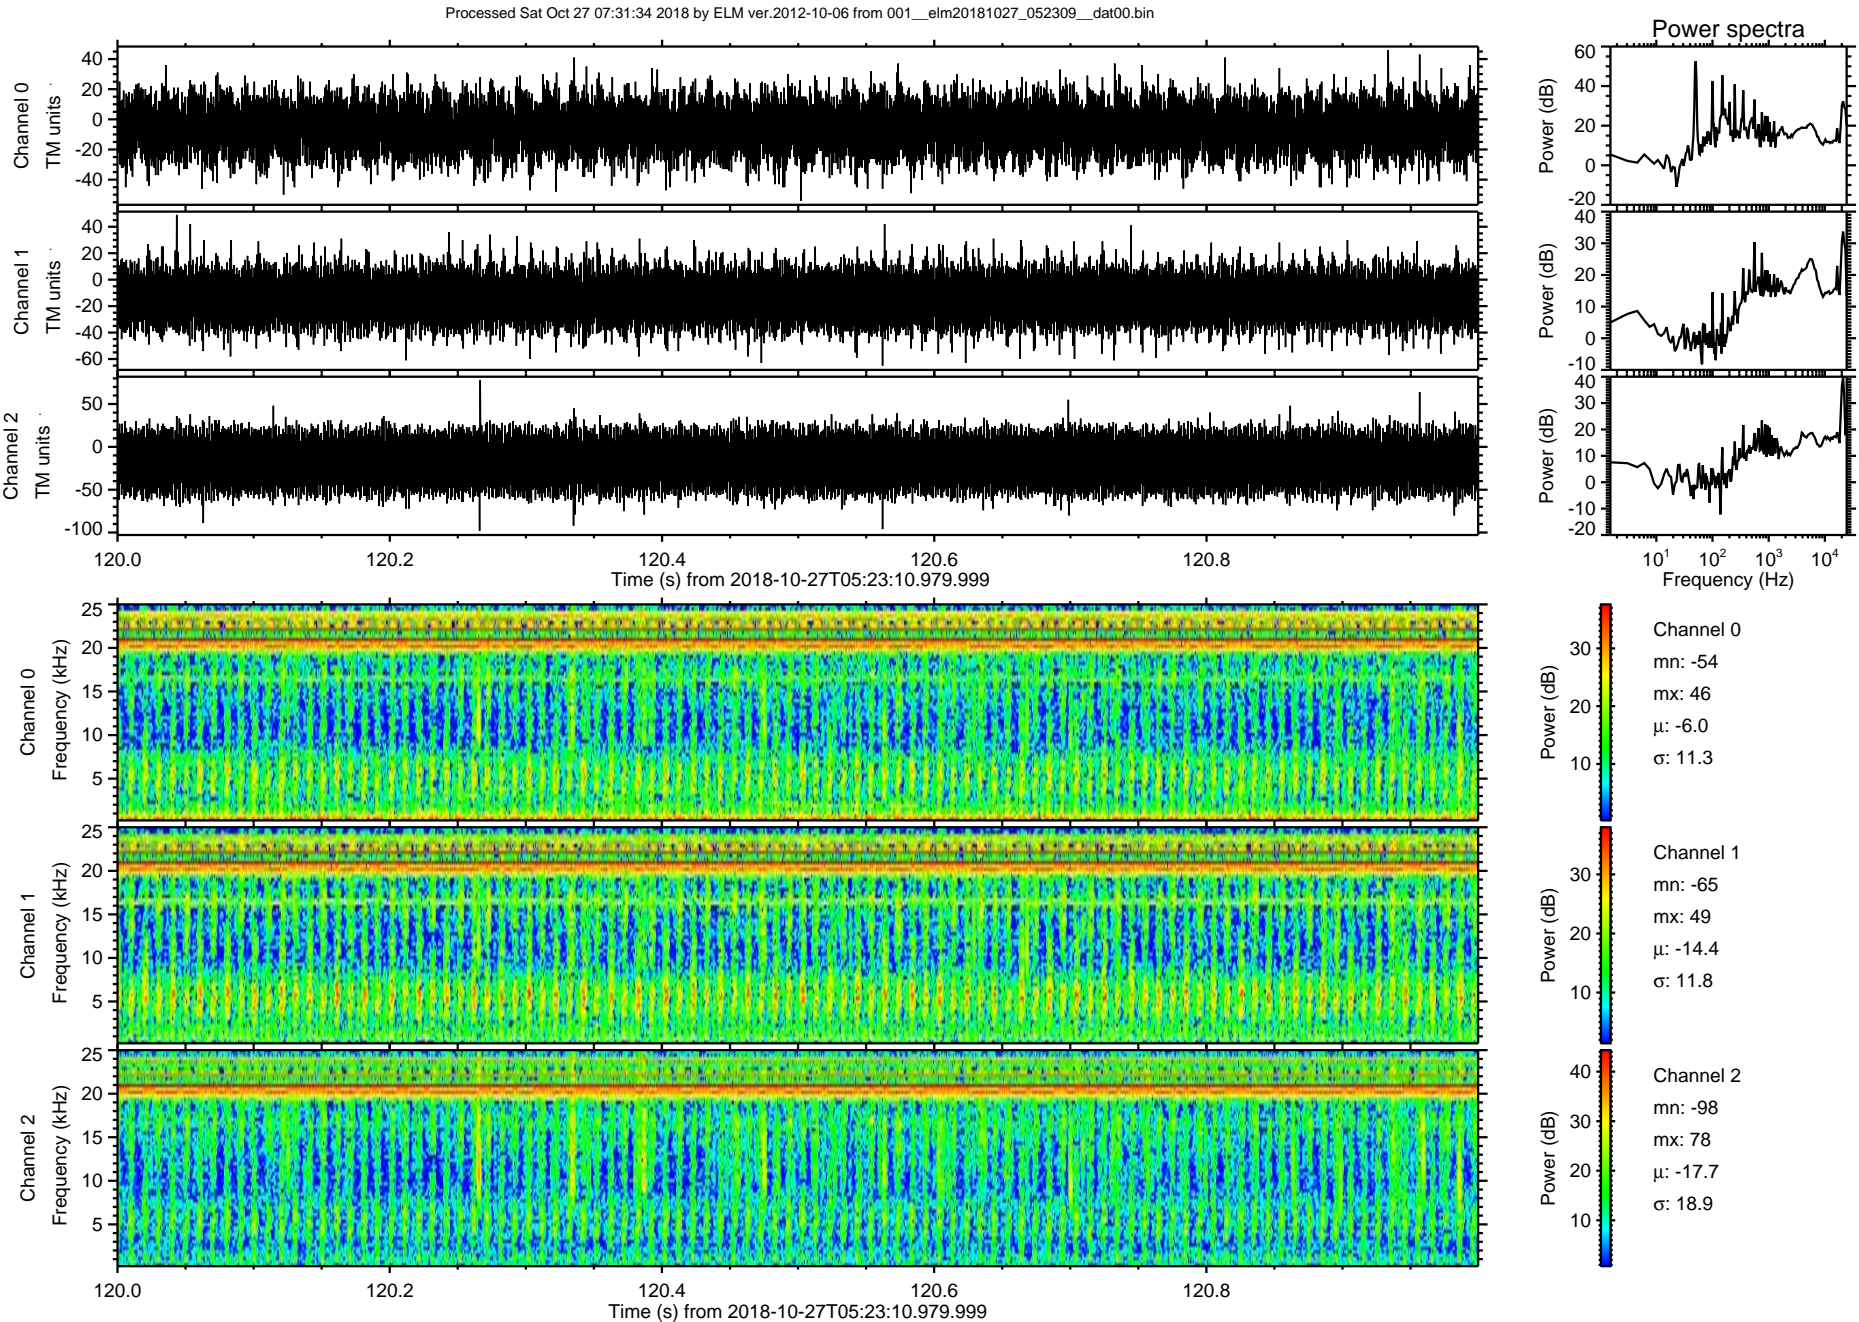 Processed Sat Oct 27 07:31:34 2018 by ELM ver.2012-10-06 from 001__elm20181027_052309__dat00.bin
Power spectra
Channel 0
TM units
40
20
0
-20
-40
Power (dB)
60
40
20
0
-20
Channel 1
TM units
40
20
0
-20
-40
-60
Power (dB)
40
30
20
10
0
-10
Channel 2
TM units
50
0
-50
-100
Power (dB)
40
30
20
10
0
-10
-20
120.0 120.2 120.4 120.6 120.8
Time (s) from 2018-10-27T05:23:10.979.999
10¹ 10² 10³ 10⁴
Frequency (Hz)
Channel 0
Frequency (kHz)
25
20
15
10
5
Power (dB)
30
20
10
Channel 0
mn: -54
mx: 46
μ: -6.0
σ: 11.3
Channel 1
Frequency (kHz)
25
20
15
10
5
Power (dB)
30
20
10
Channel 1
mn: -65
mx: 49
μ: -14.4
σ: 11.8
Channel 2
Frequency (kHz)
25
20
15
10
5
Power (dB)
40
30
20
10
Channel 2
mn: -98
mx: 78
μ: -17.7
σ: 18.9
120.0 120.2 120.4 120.6 120.8
Time (s) from 2018-10-27T05:23:10.979.999